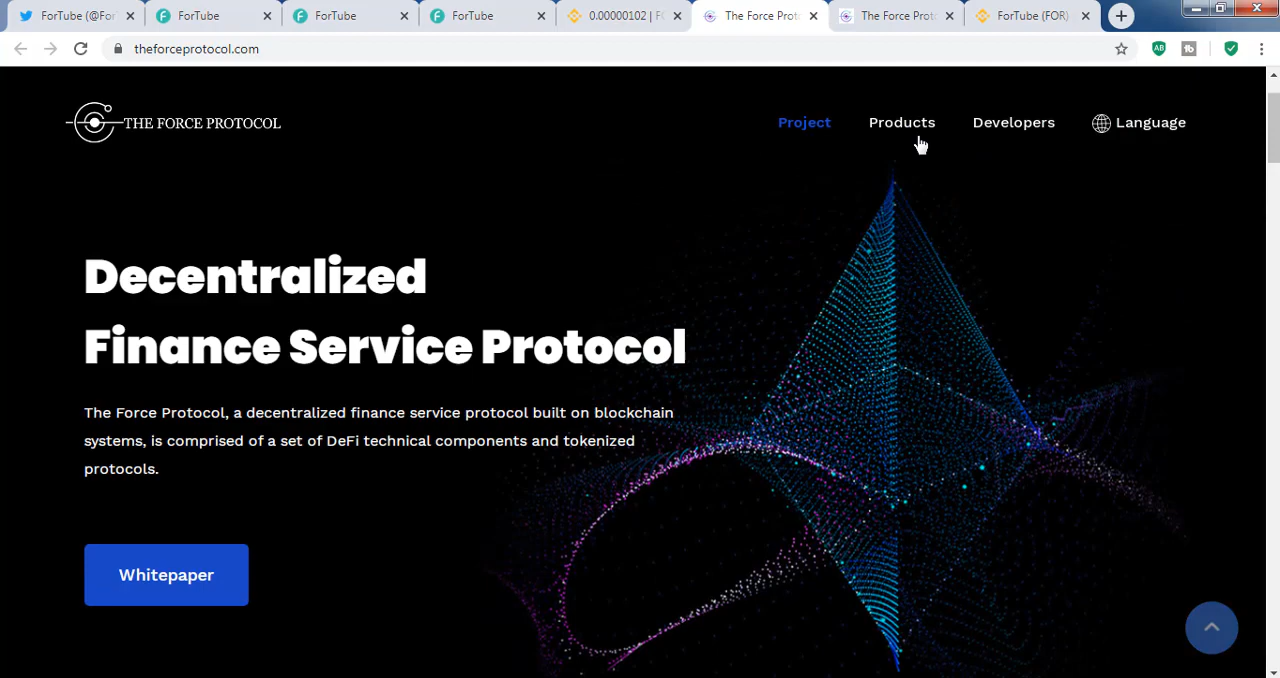 ForTube (@For
ForTube
ForTube
ForTube
0.00000102 | FO
The Force Prot
The Force Proto
ForTube (FOR)
theforceprotocol.com
THE FORCE PROTOCOL
Project
Products
Developers
Language
Decentralized
Finance Service Protocol
The Force Protocol, a decentralized finance service protocol built on blockchain
systems, is comprised of a set of DeFi technical components and tokenized
protocols.
Whitepaper